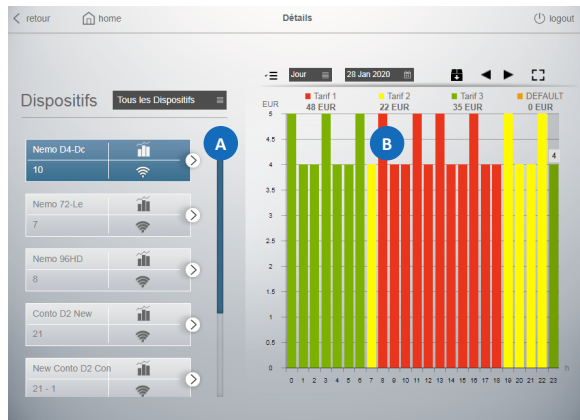 retour
home
Détails
logout
Jour
28 Jan 2020
Dispositifs
Tous les Dispositifs
A
Nemo D4-Dc
10
Nemo 72-Le
7
Nemo 96HD
8
Conto D2 New
21
New Conto D2 Con
21 - 1
EUR
Tarif 1
48 EUR
Tarif 2
22 EUR
Tarif 3
35 EUR
DEFAULT
0 EUR
B
5
4.5
4
3.5
3
2.5
2
1.5
1
0.5
0
4
0 1 2 3 4 5 6 7 8 9 10 11 12 13 14 15 16 17 18 19 20 21 22 23
h